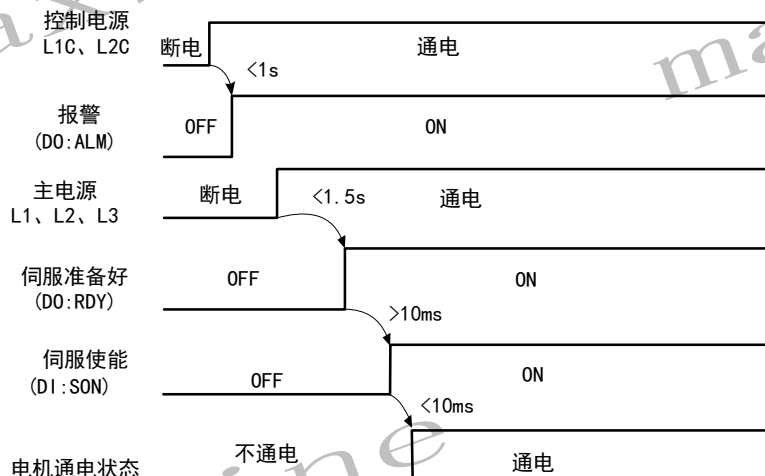 控制电源
L1C、L2C
断电
通电
<1s
报警
(DO:ALM)
OFF
ON
主电源
L1、L2、L3
断电
<1.5s
通电
伺服准备好
(DO:RDY)
OFF
ON
>10ms
伺服使能
(DI:SON)
OFF
ON
<10ms
电机通电状态
不通电
通电